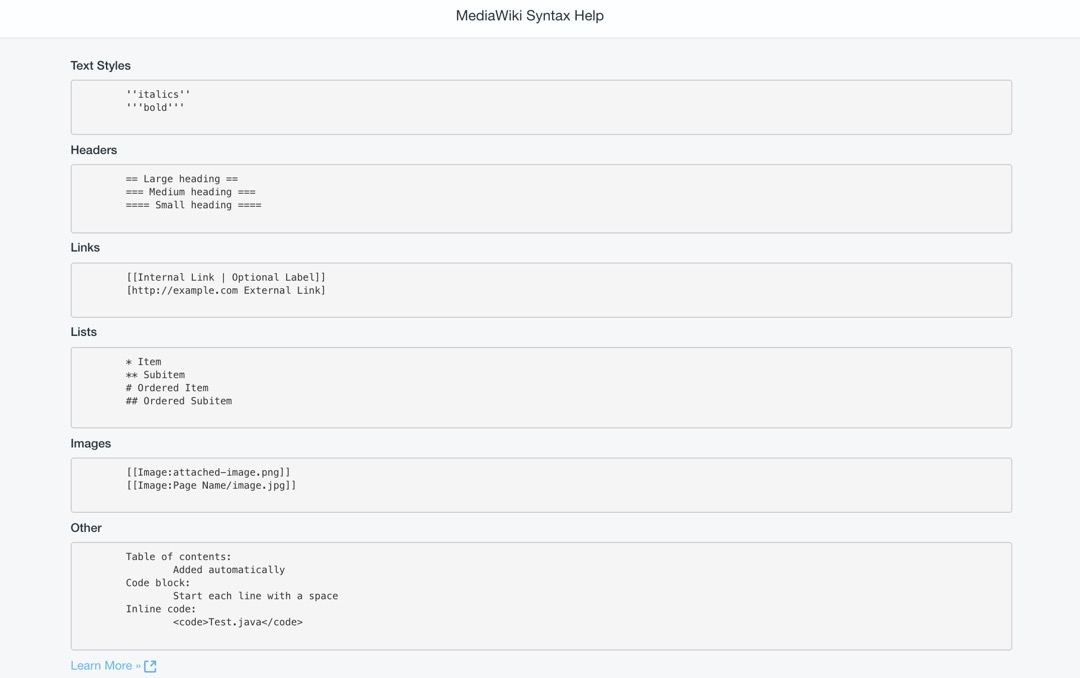 MediaWiki Syntax Help
Text Styles
''italics''
'''bold'''
Headers
== Large heading ==
=== Medium heading ===
==== Small heading ====
Links
[[Internal Link | Optional Label]]
[http://example.com External Link]
Lists
* Item
** Subitem
# Ordered Item
## Ordered Subitem
Images
[[Image:attached-image.png]]
[[Image:Page Name/image.jpg]]
Other
Table of contents:
Added automatically
Code block:
Start each line with a space
Inline code:
<code>Test.java</code>
Learn More »